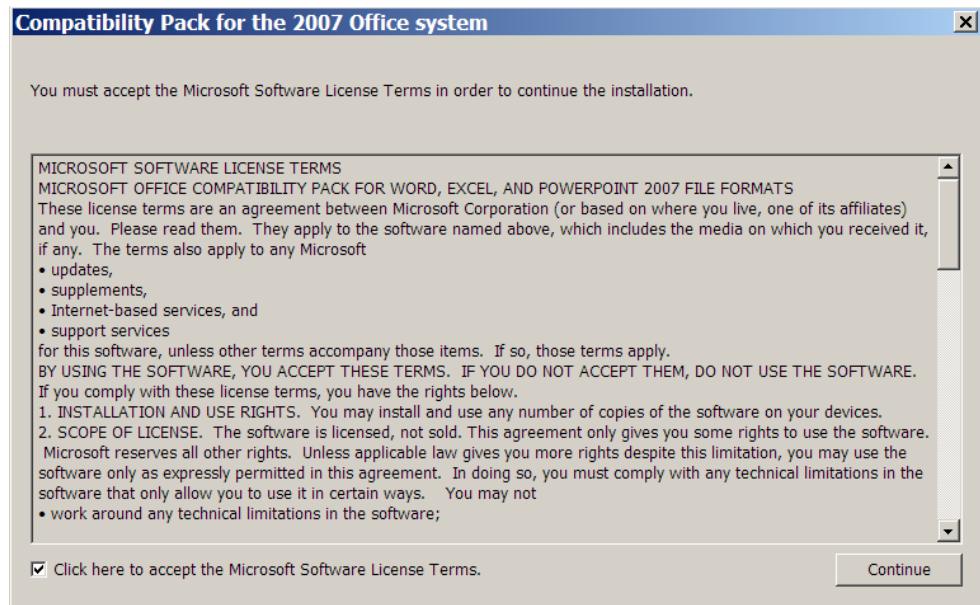 Compatibility Pack for the 2007 Office system
You must accept the Microsoft Software License Terms in order to continue the installation.
MICROSOFT SOFTWARE LICENSE TERMS
MICROSOFT OFFICE COMPATIBILITY PACK FOR WORD, EXCEL, AND POWERPOINT 2007 FILE FORMATS
These license terms are an agreement between Microsoft Corporation (or based on where you live, one of its affiliates)
and you.  Please read them.  They apply to the software named above, which includes the media on which you received it,
if any.  The terms also apply to any Microsoft
• updates,
• supplements,
• Internet-based services, and
• support services
for this software, unless other terms accompany those items.  If so, those terms apply.
BY USING THE SOFTWARE, YOU ACCEPT THESE TERMS.  IF YOU DO NOT ACCEPT THEM, DO NOT USE THE SOFTWARE.
If you comply with these license terms, you have the rights below.
1. INSTALLATION AND USE RIGHTS.  You may install and use any number of copies of the software on your devices.
2. SCOPE OF LICENSE.  The software is licensed, not sold. This agreement only gives you some rights to use the software.
Microsoft reserves all other rights.  Unless applicable law gives you more rights despite this limitation, you may use the
software only as expressly permitted in this agreement.  In doing so, you must comply with any technical limitations in the
software that only allow you to use it in certain ways.    You may not
• work around any technical limitations in the software;
Click here to accept the Microsoft Software License Terms.
Continue